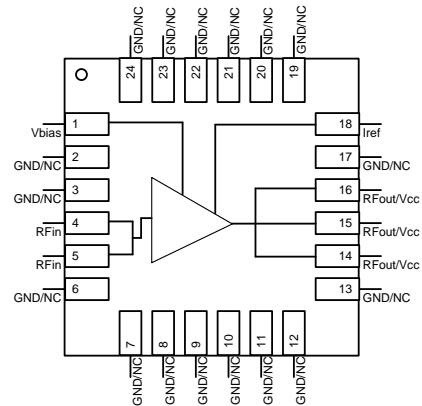 GND/NC GND/NC GND/NC GND/NC GND/NC GND/NC
24 23 22 21 20 19
Vbias 1 18 Iref
GND/NC 2 17 GND/NC
GND/NC 3 16 RFout/Vcc
RFin 4 15 RFout/Vcc
RFin 5 14 RFout/Vcc
GND/NC 6 13 GND/NC
7 8 9 10 11 12
GND/NC GND/NC GND/NC GND/NC GND/NC GND/NC